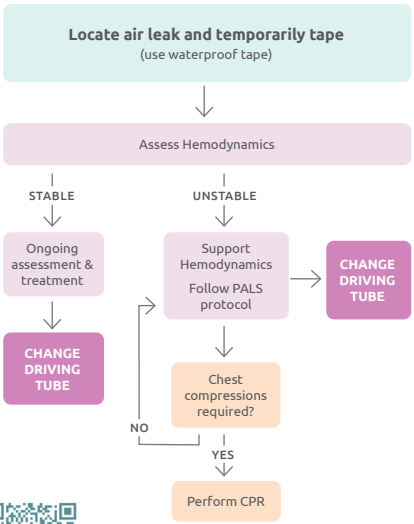 Locate air leak and temporarily tape
(use waterproof tape)
Assess Hemodynamics
STABLE
UNSTABLE
Ongoing
assessment &
treatment
Support
Hemodynamics
Follow PALS
protocol
CHANGE
DRIVING
TUBE
CHANGE
DRIVING
TUBE
Chest
compressions
required?
NO
YES
Perform CPR